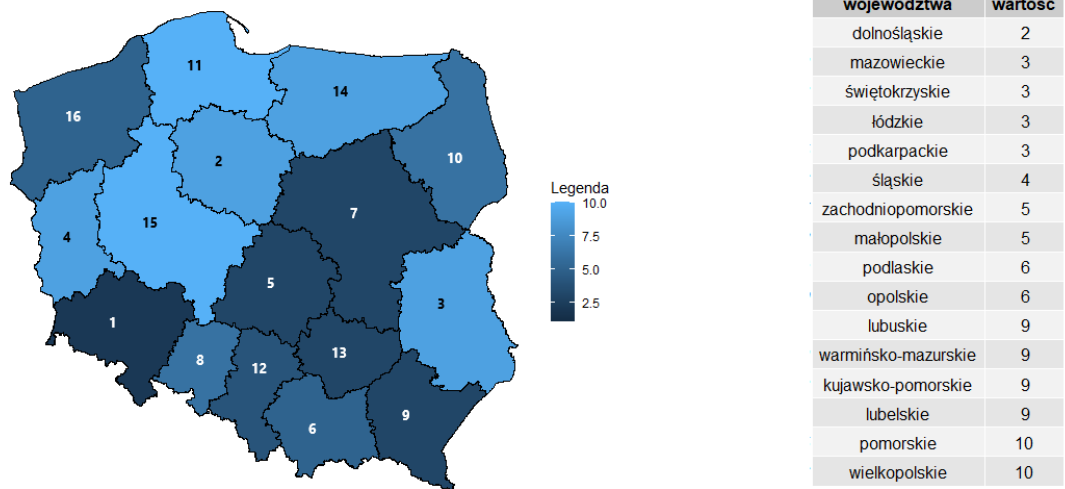 11
14
16
2
10
7
15
4
5
3
1
13
8
12
9
6
Legenda
10.0
7.5
5.0
2.5
województwa wartość
dolnośląskie 2
mazowieckie 3
świętokrzyskie 3
łódzkie 3
podkarpackie 3
śląskie 4
zachodniopomorskie 5
małopolskie 5
podlaskie 6
opolskie 6
lubuskie 9
warmińsko-mazurskie 9
kujawsko-pomorskie 9
lubelskie 9
pomorskie 10
wielkopolskie 10